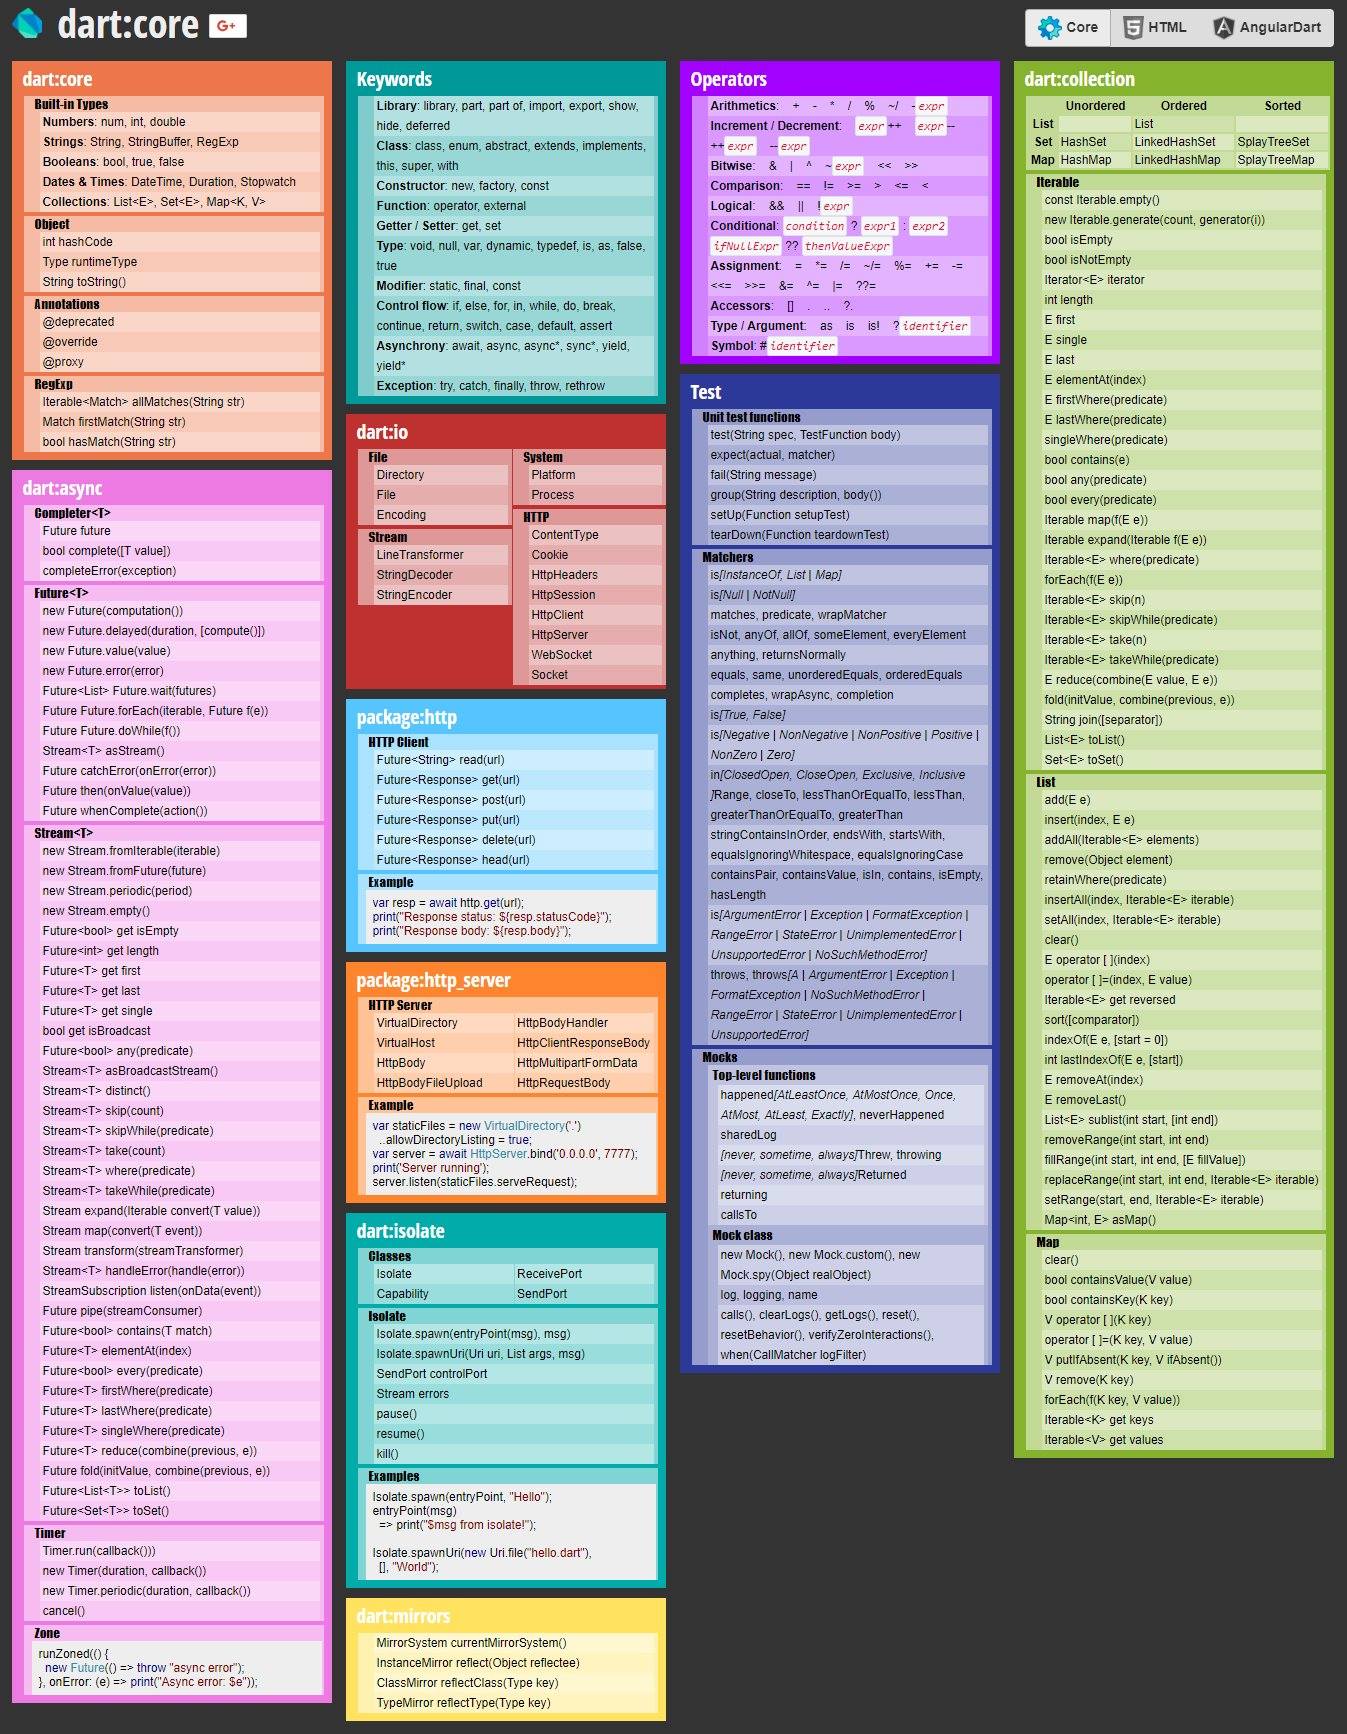 dart:core
G+
Core
HTML
AngularDart
dart:core
Built-in Types
Numbers: num, int, double
Strings: String, StringBuffer, RegExp
Booleans: bool, true, false
Dates & Times: DateTime, Duration, Stopwatch
Collections: List<E>, Set<E>, Map<K, V>
Object
int hashCode
Type runtimeType
String toString()
Annotations
@deprecated
@override
@proxy
RegExp
Iterable<Match> allMatches(String str)
Match firstMatch(String str)
bool hasMatch(String str)
dart:async
Completer<T>
Future future
bool complete([T value])
completeError(exception)
Future<T>
new Future(computation())
new Future.delayed(duration, [compute()])
new Future.value(value)
new Future.error(error)
Future<List> Future.wait(futures)
Future Future.forEach(iterable, Future f(e))
Future Future.doWhile(f())
Stream<T> asStream()
Future catchError(onError(error))
Future then(onValue(value))
Future whenComplete(action())
Stream<T>
new Stream.fromIterable(iterable)
new Stream.fromFuture(future)
new Stream.periodic(period)
new Stream.empty()
Future<bool> get isEmpty
Future<int> get length
Future<T> get first
Future<T> get last
Future<T> get single
bool get isBroadcast
Future<bool> any(predicate)
Stream<T> asBroadcastStream()
Stream<T> distinct()
Stream<T> skip(count)
Stream<T> skipWhile(predicate)
Stream<T> take(count)
Stream<T> where(predicate)
Stream<T> takeWhile(predicate)
Stream expand(Iterable convert(T value))
Stream map(convert(T event))
Stream transform(streamTransformer)
Stream<T> handleError(handle(error))
StreamSubscription listen(onData(event))
Future pipe(streamConsumer)
Future<bool> contains(T match)
Future<T> elementAt(index)
Future<bool> every(predicate)
Future<T> firstWhere(predicate)
Future<T> lastWhere(predicate)
Future<T> singleWhere(predicate)
Future<T> reduce(combine(previous, e))
Future fold(initValue, combine(previous, e))
Future<List<T>> toList()
Future<Set<T>> toSet()
Timer
Timer.run(callback()))
new Timer(duration, callback())
new Timer.periodic(duration, callback())
cancel()
Zone
runZoned(() {
new Future(() => throw "async error");
}, onError: (e) => print("Async error: $e"));
Keywords
Library: library, part, part of, import, export, show,
hide, deferred
Class: class, enum, abstract, extends, implements,
this, super, with
Constructor: new, factory, const
Function: operator, external
Getter / Setter: get, set
Type: void, null, var, dynamic, typedef, is, as, false,
true
Modifier: static, final, const
Control flow: if, else, for, in, while, do, break,
continue, return, switch, case, default, assert
Asynchrony: await, async, async*, sync*, yield,
yield*
Exception: try, catch, finally, throw, rethrow
dart:io
File
Directory
File
Encoding
Stream
LineTransformer
StringDecoder
StringEncoder
System
Platform
Process
HTTP
ContentType
Cookie
HttpHeaders
HttpSession
HttpClient
HttpServer
WebSocket
Socket
package:http
HTTP Client
Future<String> read(url)
Future<Response> get(url)
Future<Response> post(url)
Future<Response> put(url)
Future<Response> delete(url)
Future<Response> head(url)
Example
var resp = await http.get(url);
print("Response status: ${resp.statusCode}");
print("Response body: ${resp.body}");
package:http_server
HTTP Server
VirtualDirectory HttpBodyHandler
VirtualHost HttpClientResponseBody
HttpBody HttpMultipartFormData
HttpBodyFileUpload HttpRequestBody
Example
var staticFiles = new VirtualDirectory('.')
..allowDirectoryListing = true;
var server = await HttpServer.bind('0.0.0.0', 7777);
print('Server running');
server.listen(staticFiles.serveRequest);
dart:isolate
Classes
Isolate ReceivePort
Capability SendPort
Isolate
Isolate.spawn(entryPoint(msg), msg)
Isolate.spawnUri(Uri uri, List args, msg)
SendPort controlPort
Stream errors
pause()
resume()
kill()
Examples
Isolate.spawn(entryPoint, "Hello");
entryPoint(msg)
=> print("$msg from isolate!");
Isolate.spawnUri(new Uri.file("hello.dart"),
[], "World");
dart:mirrors
MirrorSystem currentMirrorSystem()
InstanceMirror reflect(Object reflectee)
ClassMirror reflectClass(Type key)
TypeMirror reflectType(Type key)
Operators
Arithmetics: + - * / % ~/ -expr
Increment / Decrement: expr++ expr--
++expr --expr
Bitwise: & | ^ ~expr << >>
Comparison: == != >= > <= <
Logical: && || !expr
Conditional: condition ? expr1 : expr2
ifNullExpr ?? thenValueExpr
Assignment: = *= /= ~/= %= += -=
<<= >>= &= ^= |= ??=
Accessors: [] . .. ?.
Type / Argument: as is is! ?identifier
Symbol: #identifier
Test
Unit test functions
test(String spec, TestFunction body)
expect(actual, matcher)
fail(String message)
group(String description, body())
setUp(Function setupTest)
tearDown(Function teardownTest)
Matchers
is[InstanceOf, List | Map]
is[Null | NotNull]
matches, predicate, wrapMatcher
isNot, anyOf, allOf, someElement, everyElement
anything, returnsNormally
equals, same, unorderedEquals, orderedEquals
completes, wrapAsync, completion
is[True, False]
is[Negative | NonNegative | NonPositive | Positive |
NonZero | Zero]
in[ClosedOpen, CloseOpen, Exclusive, Inclusive
]Range, closeTo, lessThanOrEqualTo, lessThan,
greaterThanOrEqualTo, greaterThan
stringContainsInOrder, endsWith, startsWith,
equalsIgnoringWhitespace, equalsIgnoringCase
containsPair, containsValue, isIn, contains, isEmpty,
hasLength
is[ArgumentError | Exception | FormatException |
RangeError | StateError | UnimplementedError |
UnsupportedError | NoSuchMethodError]
throws, throws[A | ArgumentError | Exception |
FormatException | NoSuchMethodError |
RangeError | StateError | UnimplementedError |
UnsupportedError]
Mocks
Top-level functions
happened[AtLeastOnce, AtMostOnce, Once,
AtMost, AtLeast, Exactly], neverHappened
sharedLog
[never, sometime, always]Threw, throwing
[never, sometime, always]Returned
returning
callsTo
Mock class
new Mock(), new Mock.custom(), new
Mock.spy(Object realObject)
log, logging, name
calls(), clearLogs(), getLogs(), reset(),
resetBehavior(), verifyZeroInteractions(),
when(CallMatcher logFilter)
dart:collection
Unordered Ordered Sorted
List List
Set HashSet LinkedHashSet SplayTreeSet
Map HashMap LinkedHashMap SplayTreeMap
Iterable
const Iterable.empty()
new Iterable.generate(count, generator(i))
bool isEmpty
bool isNotEmpty
Iterator<E> iterator
int length
E first
E single
E last
E elementAt(index)
E firstWhere(predicate)
E lastWhere(predicate)
singleWhere(predicate)
bool contains(e)
bool any(predicate)
bool every(predicate)
Iterable map(f(E e))
Iterable expand(Iterable f(E e))
Iterable<E> where(predicate)
forEach(f(E e))
Iterable<E> skip(n)
Iterable<E> skipWhile(predicate)
Iterable<E> take(n)
Iterable<E> takeWhile(predicate)
E reduce(combine(E value, E e))
fold(initValue, combine(previous, e))
String join([separator])
List<E> toList()
Set<E> toSet()
List
add(E e)
insert(index, E e)
addAll(Iterable<E> elements)
remove(Object element)
retainWhere(predicate)
insertAll(index, Iterable<E> iterable)
setAll(index, Iterable<E> iterable)
clear()
E operator [ ](index)
operator [ ]=(index, E value)
Iterable<E> get reversed
sort([comparator])
indexOf(E e, [start = 0])
int lastIndexOf(E e, [start])
E removeAt(index)
E removeLast()
List<E> sublist(int start, [int end])
removeRange(int start, int end)
fillRange(int start, int end, [E fillValue])
replaceRange(int start, int end, Iterable<E> iterable)
setRange(start, end, Iterable<E> iterable)
Map<int, E> asMap()
Map
clear()
bool containsValue(V value)
bool containsKey(K key)
V operator [ ](K key)
operator [ ]=(K key, V value)
V putIfAbsent(K key, V ifAbsent())
V remove(K key)
forEach(f(K key, V value))
Iterable<K> get keys
Iterable<V> get values